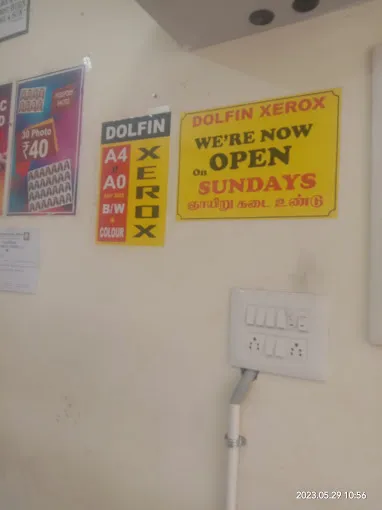 30 Photo
₹40
DOLFIN
A4
A0
B/W
&
COLOUR
XEROX
DOLFIN XEROX
WE'RE NOW
On OPEN
SUNDAYS
ஞாயிறு கடை உண்டு
2023.05.29 10:56